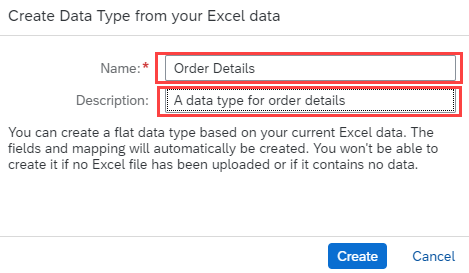 Create Data Type from your Excel data
Name:* Order Details
Description: A data type for order details
You can create a flat data type based on your current Excel data. The
fields and mapping will automatically be created. You won't be able to
create it if no Excel file has been uploaded or if it contains no data.
Create Cancel